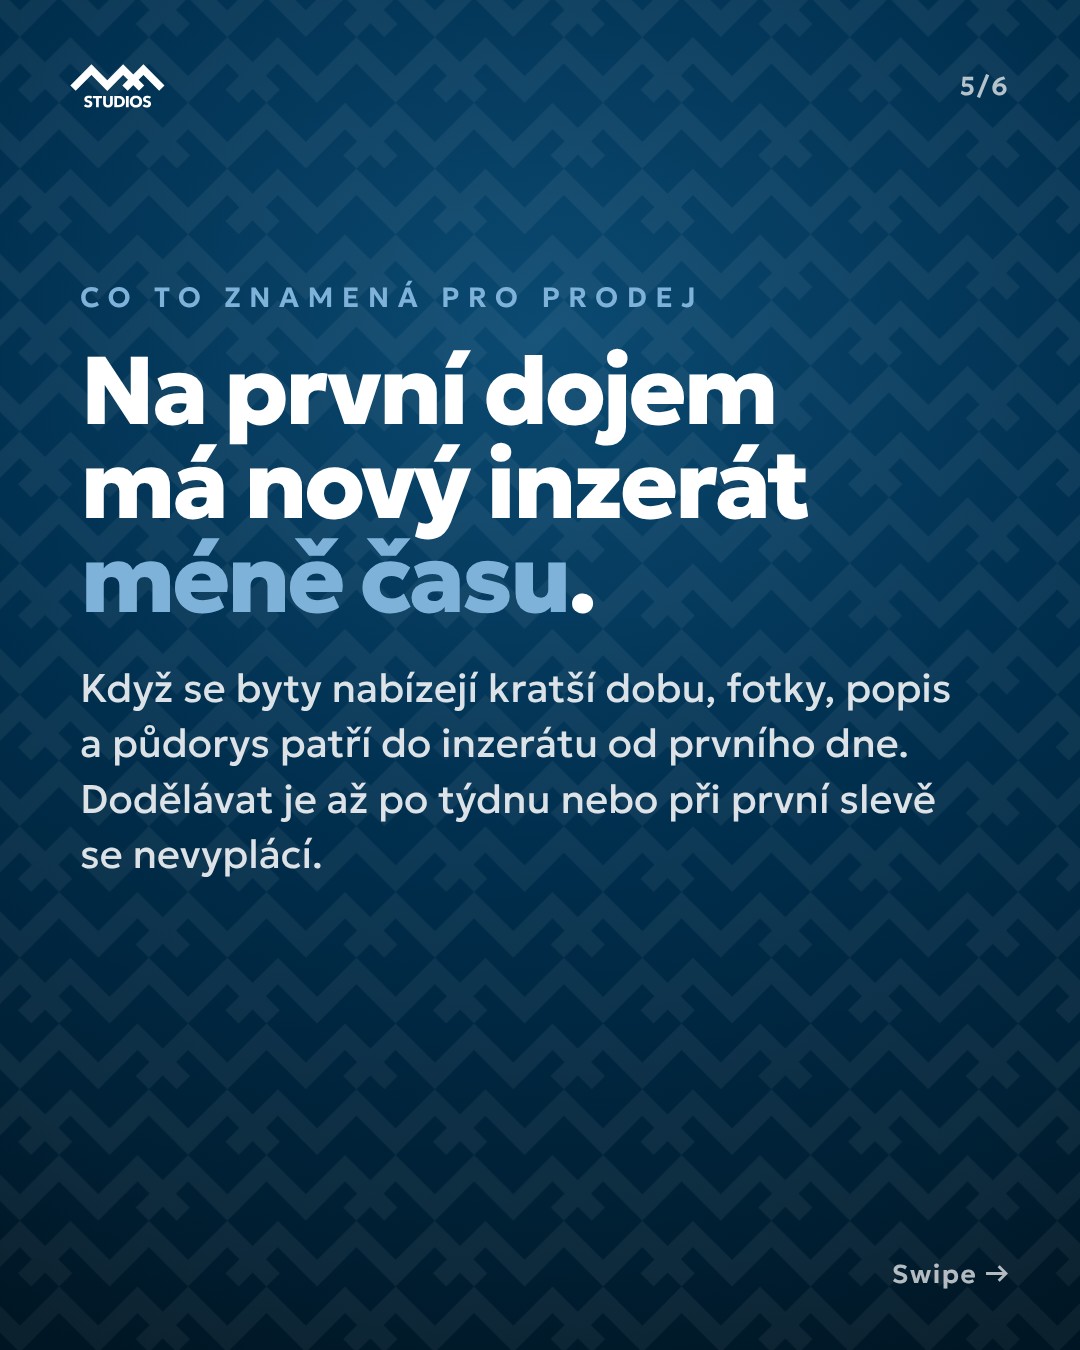 STUDIOS
5/6
CO TO ZNAMENÁ PRO PRODEJ
Na první dojem
má nový inzerát
méně času.
Když se byty nabízejí kratší dobu, fotky, popis
a půdorys patří do inzerátu od prvního dne.
Dodělávat je až po týdnu nebo při první slevě
se nevyplácí.
Swipe →